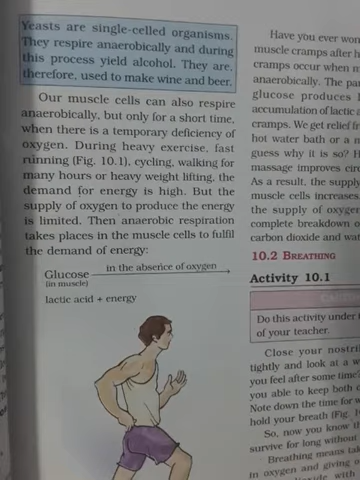 Yeasts are single-celled organisms.
They respire anaerobically and during
this process yield alcohol. They are,
therefore, used to make wine and beer.
Our muscle cells can also respire
anaerobically, but only for a short time,
when there is a temporary deficiency of
oxygen. During heavy exercise, fast
running (Fig. 10.1), cycling, walking for
many hours or heavy weight lifting, the
demand for energy is high. But the
supply of oxygen to produce the energy
is limited. Then anaerobic respiration
takes places in the muscle cells to fulfil
the demand of energy:
Glucose in the absence of oxygen
(in muscle)
lactic acid + energy
Have you ever won
muscle cramps after h
cramps occur when m
anaerobically. The par
glucose produces
accumulation of lactic a
cramps. We get relief fr
hot water bath or a m
guess why it is so? H
massage improves circ
As a result, the supply
muscle cells increases
the supply of oxygen
complete breakdown o
carbon dioxide and wat
10.2 BREATHING
Activity 10.1
Do this activity under
of your teacher.
Close your nostri
tightly and look at a w
you feel after some time?
you able to keep both
Note down the time for w
hold your breath (Fig. 1
So, now you know th
survive for long without
Breathing means tak
in oxygen and giving o
with